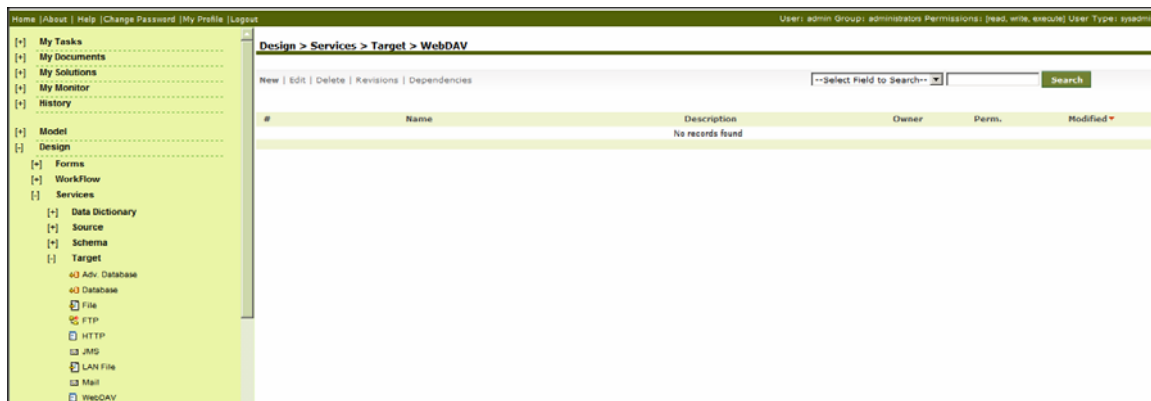 Home |About | Help |Change Password |My Profile |Logout
User: admin Group: administrators Permissions: [read, write, execute] User Type: sysadmi
[+] My Tasks
[+] My Documents
[+] My Solutions
[+] My Monitor
[+] History
[+] Model
[-] Design
[+] Forms
[+] WorkFlow
[-] Services
[+] Data Dictionary
[+] Source
[+] Schema
[-] Target
Adv. Database
Database
File
FTP
HTTP
JMS
LAN File
Mail
WebDAV
Design > Services > Target > WebDAV
New | Edit | Delete | Revisions | Dependencies
--Select Field to Search-- Search
# Name Description Owner Perm. Modified
No records found